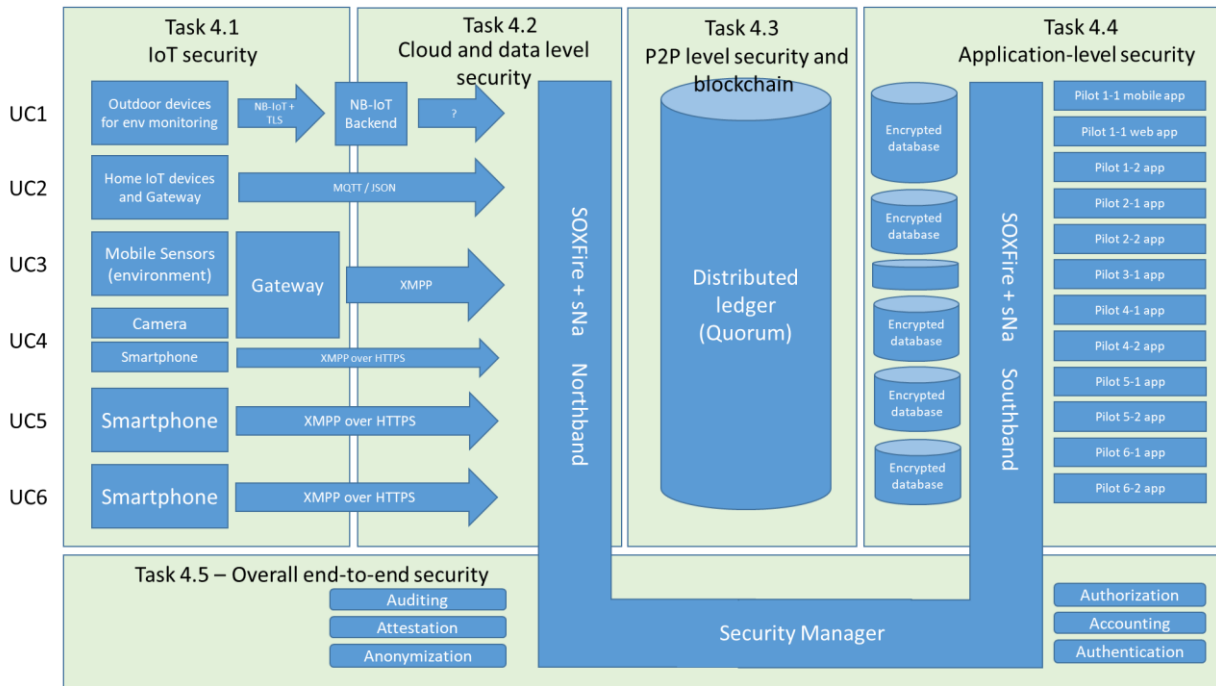 Task 4.1
IoT security
Task 4.2
Cloud and data level
security
Task 4.3
P2P level security and
blockchain
Task 4.4
Application-level security
UC1
Outdoor devices
for env monitoring
NB-IoT +
TLS
NB-IoT
Backend
?
UC2
Home IoT devices
and Gateway
MQTT / JSON
UC3
Mobile Sensors
(environment)
Gateway
XMPP
UC4
Camera
Smartphone
XMPP over HTTPS
UC5
Smartphone
XMPP over HTTPS
UC6
Smartphone
XMPP over HTTPS
SOXFire + sNa Northband
Distributed
ledger
(Quorum)
Encrypted
database
Encrypted
database
Encrypted
database
Encrypted
database
Encrypted
database
SOXFire + sNa Southband
Pilot 1-1 mobile app
Pilot 1-1 web app
Pilot 1-2 app
Pilot 2-1 app
Pilot 2-2 app
Pilot 3-1 app
Pilot 4-1 app
Pilot 4-2 app
Pilot 5-1 app
Pilot 5-2 app
Pilot 6-1 app
Pilot 6-2 app
Task 4.5 – Overall end-to-end security
Auditing
Attestation
Anonymization
Security Manager
Authorization
Accounting
Authentication